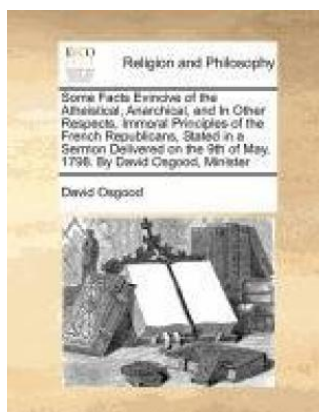 ECCO
Religion and Philosophy
Some Facts Evincive of the
Atheistical, Anarchical, and In Other
Respects, Immoral Principles of the
French Republicans, Stated in a
Sermon Delivered on the 9th of May,
1798. By David Osgood, Minister
David Osgood